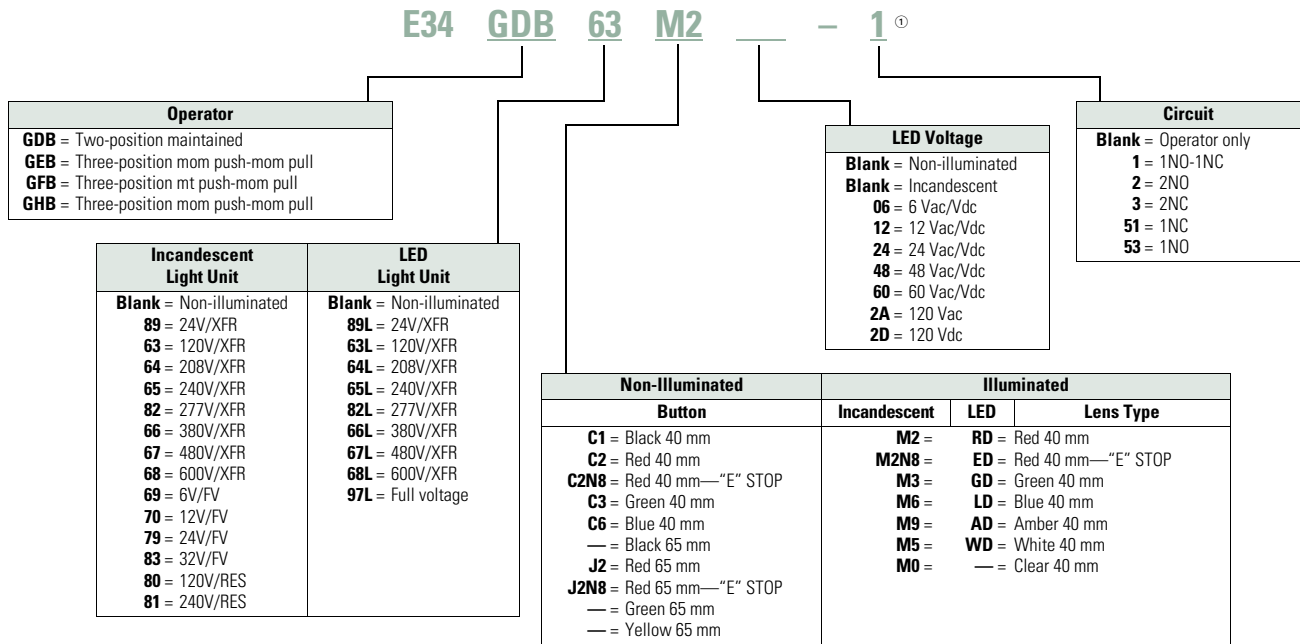 E34 GDB 63 M2 ___ – 1 ①
Operator
GDB = Two-position maintained
GEB = Three-position mom push-mom pull
GFB = Three-position mt push-mom pull
GHB = Three-position mom push-mom pull
Incandescent
Light Unit
Blank = Non-illuminated
89 = 24V/XFR
63 = 120V/XFR
64 = 208V/XFR
65 = 240V/XFR
82 = 277V/XFR
66 = 380V/XFR
67 = 480V/XFR
68 = 600V/XFR
69 = 6V/FV
70 = 12V/FV
79 = 24V/FV
83 = 32V/FV
80 = 120V/RES
81 = 240V/RES
LED
Light Unit
Blank = Non-illuminated
89L = 24V/XFR
63L = 120V/XFR
64L = 208V/XFR
65L = 240V/XFR
82L = 277V/XFR
66L = 380V/XFR
67L = 480V/XFR
68L = 600V/XFR
97L = Full voltage
Non-Illuminated
Button
C1 = Black 40 mm
C2 = Red 40 mm
C2N8 = Red 40 mm—“E” STOP
C3 = Green 40 mm
C6 = Blue 40 mm
— = Black 65 mm
J2 = Red 65 mm
J2N8 = Red 65 mm—“E” STOP
— = Green 65 mm
— = Yellow 65 mm
Illuminated
Incandescent LED Lens Type
M2 = RD = Red 40 mm
M2N8 = ED = Red 40 mm—“E” STOP
M3 = GD = Green 40 mm
M6 = LD = Blue 40 mm
M9 = AD = Amber 40 mm
M5 = WD = White 40 mm
M0 = — = Clear 40 mm
LED Voltage
Blank = Non-illuminated
Blank = Incandescent
06 = 6 Vac/Vdc
12 = 12 Vac/Vdc
24 = 24 Vac/Vdc
48 = 48 Vac/Vdc
60 = 60 Vac/Vdc
2A = 120 Vac
2D = 120 Vdc
Circuit
Blank = Operator only
1 = 1NO-1NC
2 = 2NO
3 = 2NC
51 = 1NC
53 = 1NO